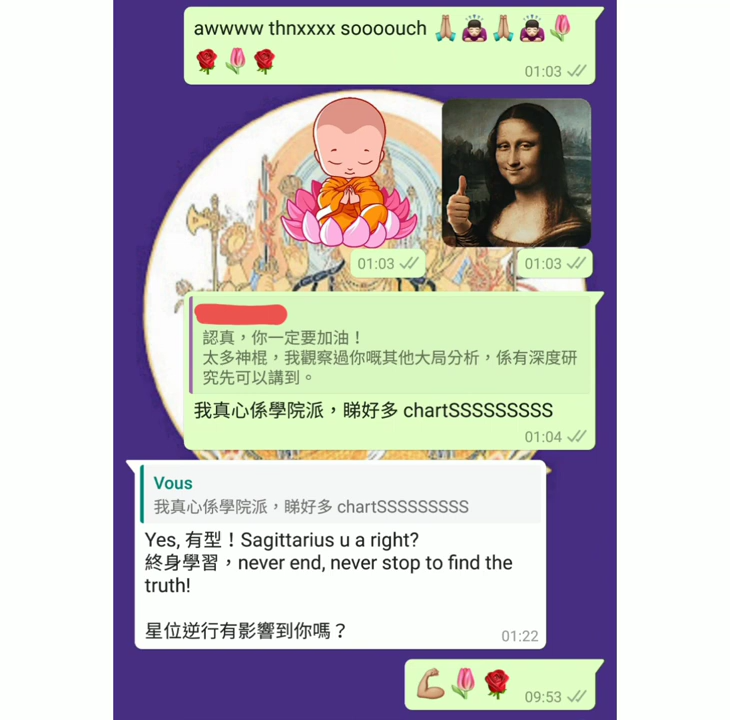 awwww thnxxxx soooouch 🙏🏼🙇🏻‍♀️🙏🏼🙇🏻‍♀️🌷
🌹🌷🌹
01:03
01:03
01:03
認真，你一定要加油！
太多神棍，我觀察過你嘅其他大局分析，係有深度研
究先可以講到。
我真心係學院派，睇好多 chartSSSSSSSSS
01:04
Vous
我真心係學院派，睇好多 chartSSSSSSSSS
Yes, 有型！Sagittarius u a right?
終身學習，never end, never stop to find the
truth!
星位逆行有影響到你嗎？
01:22
💪🏼🌷🌹
09:53